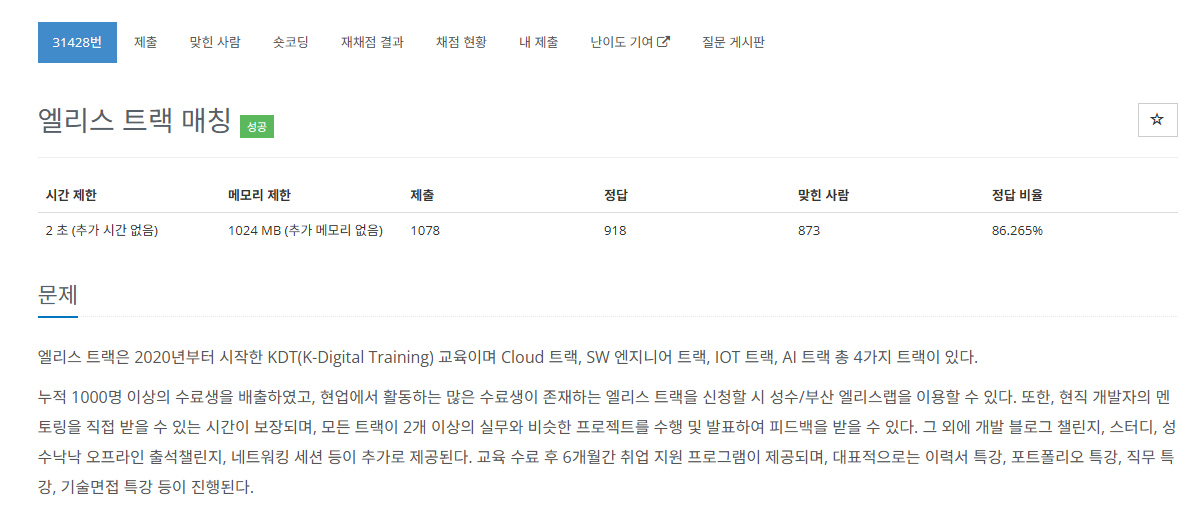 31428번 제출 맞힌 사람 숏코딩 재채점 결과 채점 현황 내 제출 난이도 기여 질문 게시판
엘리스 트랙 매칭 성공
시간 제한 메모리 제한 제출 정답 맞힌 사람 정답 비율
2 초 (추가 시간 없음) 1024 MB (추가 메모리 없음) 1078 918 873 86.265%
문제
엘리스 트랙은 2020년부터 시작한 KDT(K-Digital Training) 교육이며 Cloud 트랙, SW 엔지니어 트랙, IOT 트랙, AI 트랙 총 4가지 트랙이 있다.
누적 1000명 이상의 수료생을 배출하였고, 현업에서 활동하는 많은 수료생이 존재하는 엘리스 트랙을 신청할 시 성수/부산 엘리스랩을 이용할 수 있다. 또한, 현직 개발자의 멘
토링을 직접 받을 수 있는 시간이 보장되며, 모든 트랙이 2개 이상의 실무와 비슷한 프로젝트를 수행 및 발표하여 피드백을 받을 수 있다. 그 외에 개발 블로그 챌린지, 스터디, 성
수낙낙 오프라인 출석챌린지, 네트워킹 세션 등이 추가로 제공된다. 교육 수료 후 6개월간 취업 지원 프로그램이 제공되며, 대표적으로는 이력서 특강, 포트폴리오 특강, 직무 특
강, 기술면접 특강 등이 진행된다.